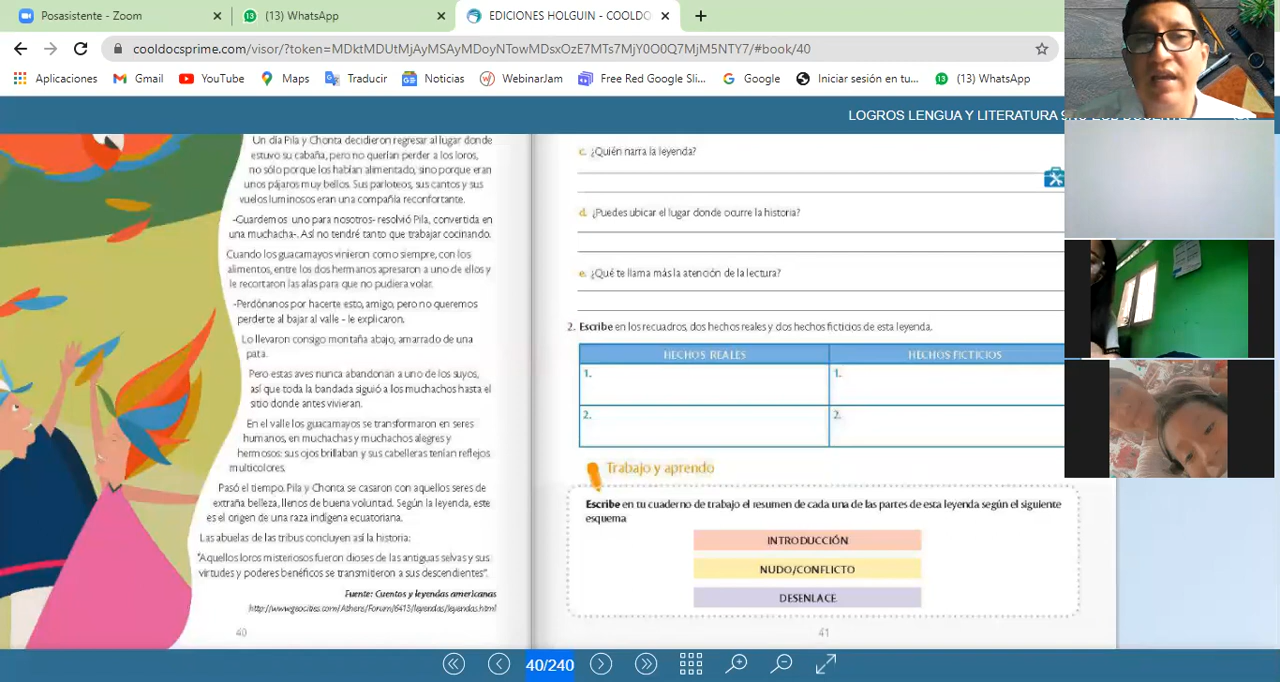 Posasistente - Zoom
(13) WhatsApp
EDICIONES HOLGUIN - COOLDO
cooldocsprime.com/visor/?token=MDktMDUtMjAyMSAyMDoyNTowMDsxOzE7MTs7MjY0O0Q7MjM5NTY7/#book/40
Aplicaciones
Gmail
YouTube
Maps
Traducir
Noticias
WebinarJam
Free Red Google Sli...
Google
Iniciar sesión en tu...
(13) WhatsApp
LOGROS LENGUA Y LITERATURA
Un día Pila y Chonta decidieron regresar al lugar donde
estuvo su cabaña, pero no querían perder a los loros,
no sólo porque los habían alimentado, sino porque eran
unos pájaros muy bellos. Sus parloteos, sus cantos y sus
vuelos luminosos eran una compañía reconfortante.
-Guardemos uno para nosotros- resolvió Pila, convertida en
una muchacha-. Así no tendré tanto que trabajar cocinando.
Cuando los guacamayos vinieron como siempre, con los
alimentos, entre los dos hermanos apresaron a uno de ellos y
le recortaron las alas para que no pudiera volar.
-Perdónanos por hacerte esto, amigo, pero no queremos
perderte al bajar al valle - le explicaron.
Lo llevaron consigo montaña abajo, amarrado de una
pata.
Pero estas aves nunca abandonan a uno de los suyos,
así que toda la bandada siguió a los muchachos hasta el
sitio donde antes vivieran.
En el valle los guacamayos se transformaron en seres
humanos, en muchachas y muchachos alegres y
hermosos: sus ojos brillaban y sus cabelleras tenían reflejos
multicolores.
Pasó el tiempo. Pila y Chonta se casaron con aquellos seres de
extraña belleza, llenos de buena voluntad. Según la leyenda, este
es el origen de una raza indígena ecuatoriana.
Las abuelas de las tribus concluyen así la historia:
"Aquellos loros misteriosos fueron dioses de las antiguas selvas y sus
virtudes y poderes benéficos se transmitieron a sus descendientes".
Fuente: Cuentos y leyendas americanas
http://www.geocities.com/Athens/Forum/6413/leyendas/leyendas.html
40
c. ¿Quién narra la leyenda?
d. ¿Puedes ubicar el lugar donde ocurre la historia?
e. ¿Qué te llama más la atención de la lectura?
2. Escribe en los recuadros, dos hechos reales y dos hechos ficticios de esta leyenda.
HECHOS REALES
HECHOS FICTICIOS
1.
1.
2.
2.
Trabajo y aprendo
Escribe en tu cuaderno de trabajo el resumen de cada una de las partes de esta leyenda según el siguiente
esquema
INTRODUCCIÓN
NUDO/CONFLICTO
DESENLACE
41
40/240